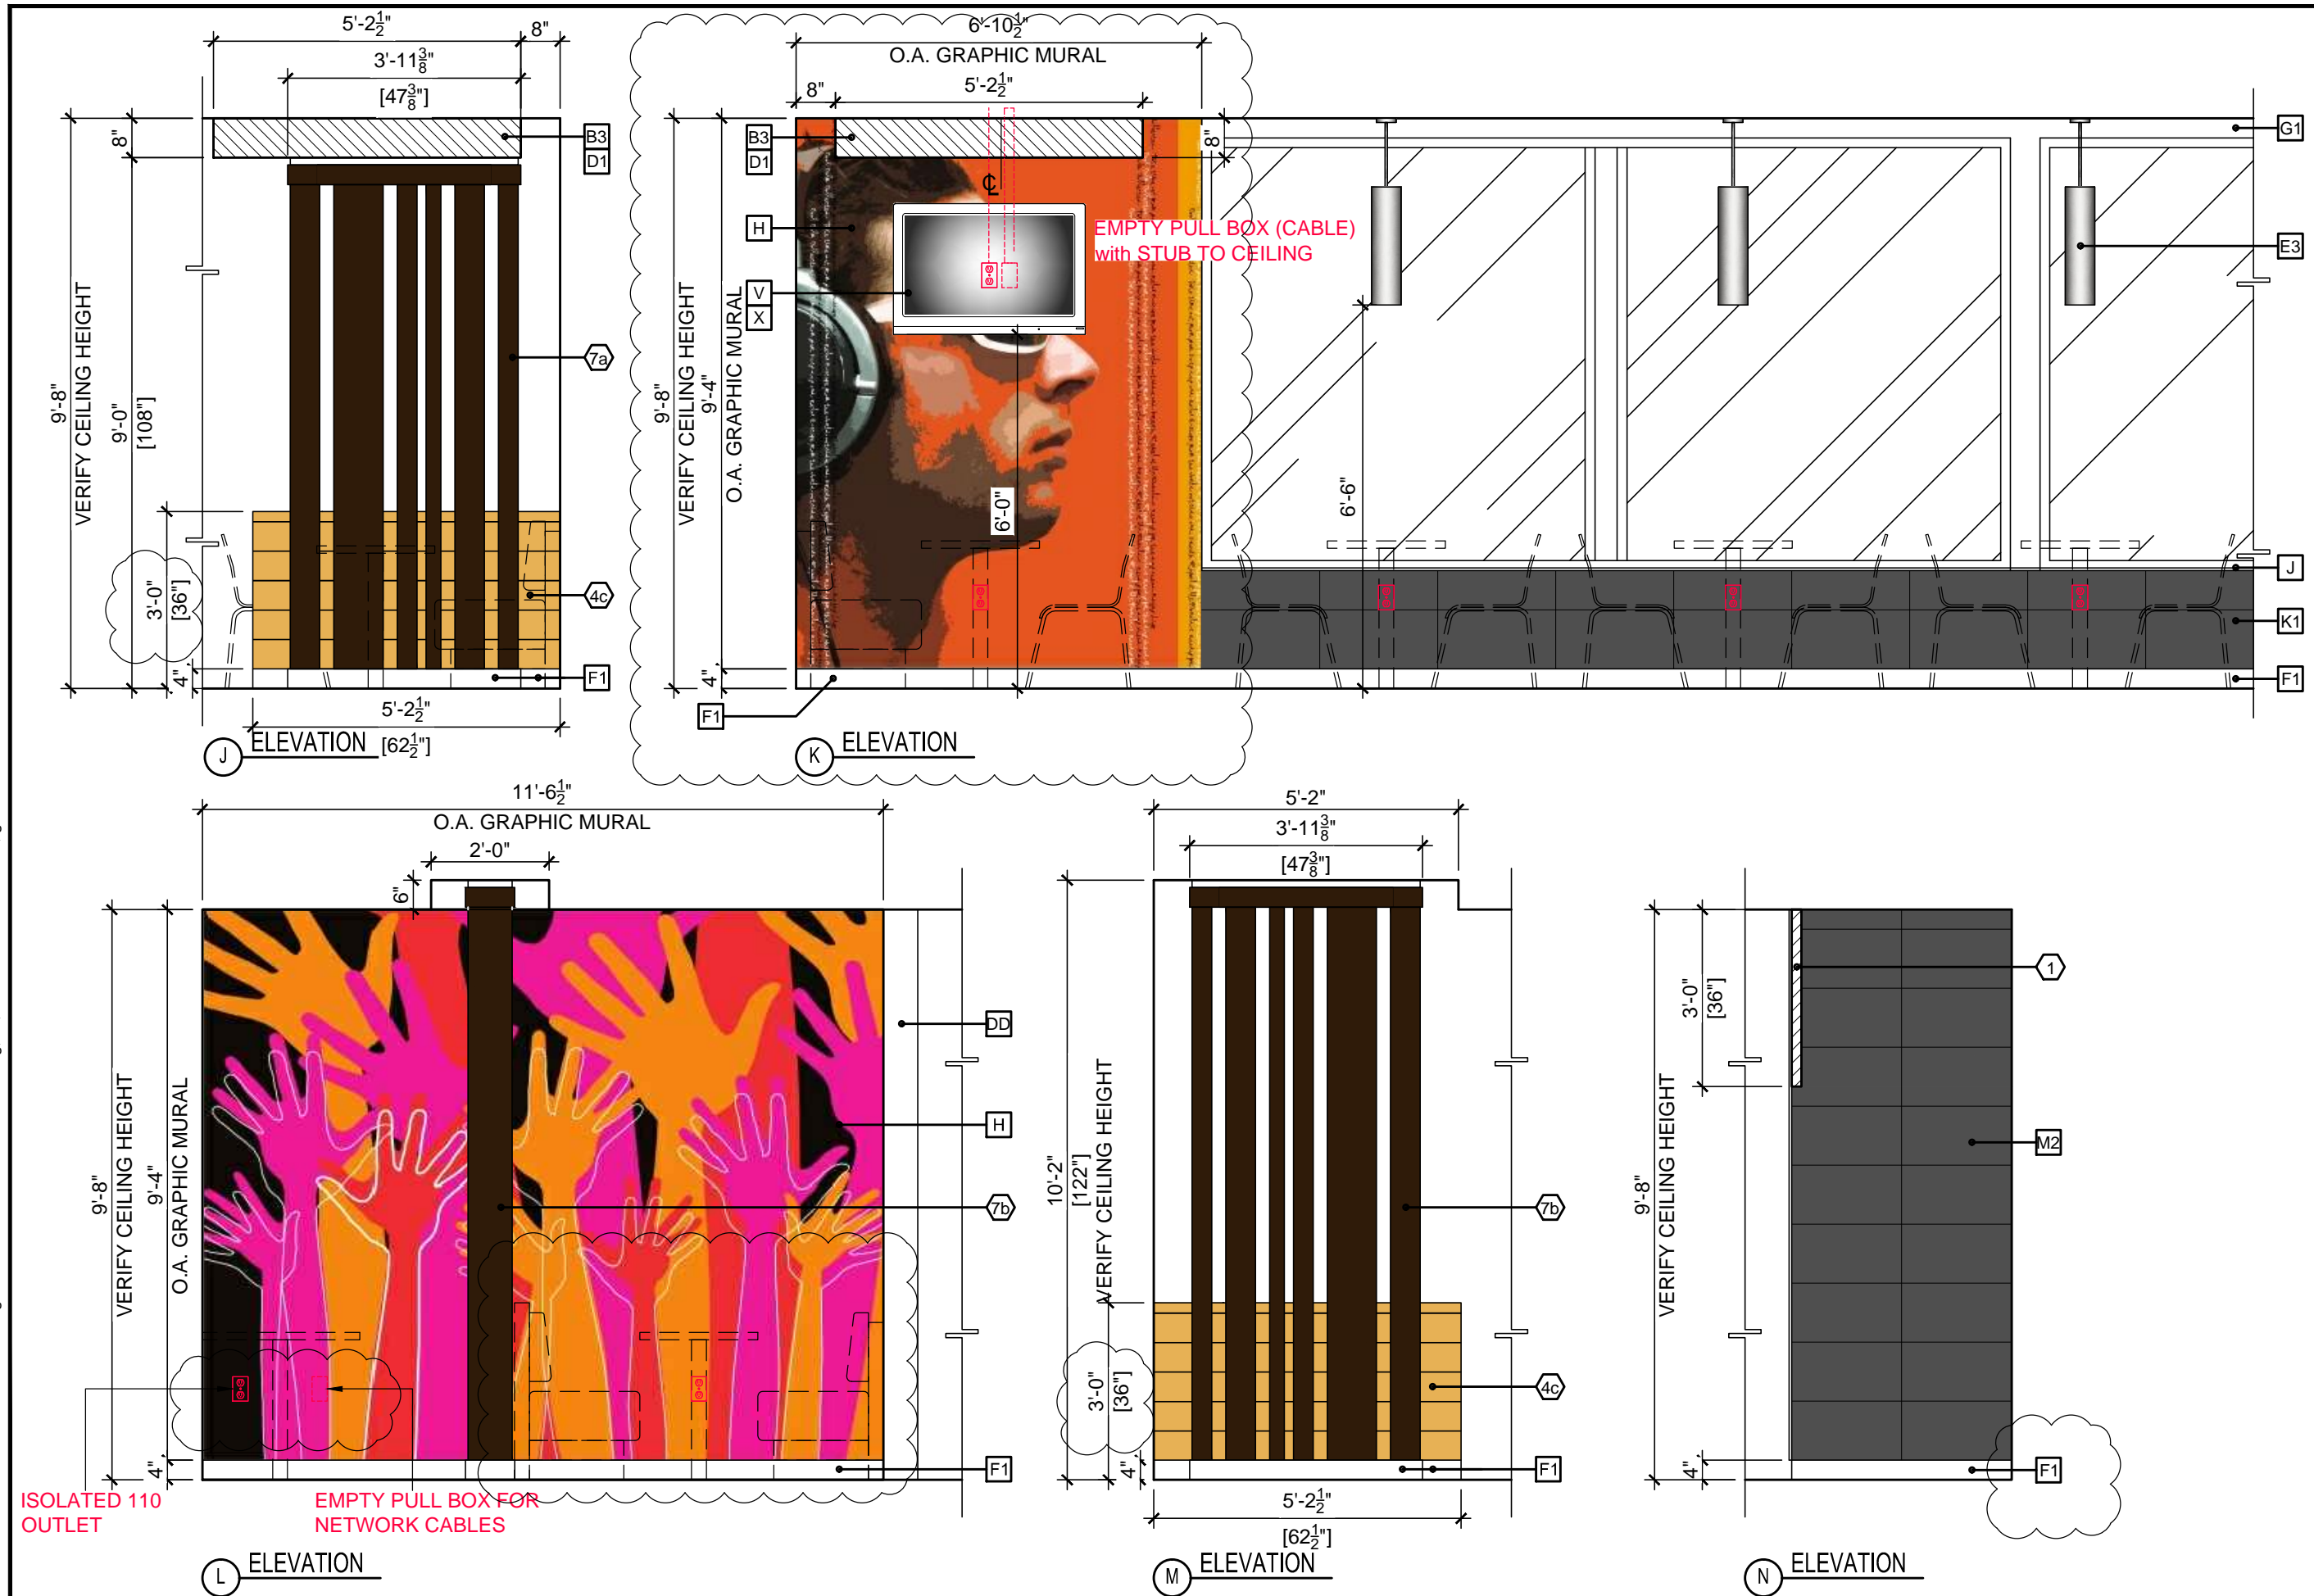 5'-2½"
8"
3'-11⅜"
[47⅜"]
8"
9'-8"
VERIFY CEILING HEIGHT
9'-0"
[108"]
3'-0"
[36"]
4"
B3
D1
7a
4c
F1
5'-2½"
[62½"]
J
ELEVATION
6'-10½"
O.A. GRAPHIC MURAL
8"
5'-2½"
8"
B3
D1
H
V
X
9'-8"
VERIFY CEILING HEIGHT
9'-4"
O.A. GRAPHIC MURAL
4"
℄
EMPTY PULL BOX (CABLE)
with STUB TO CEILING
6'-0"
6'-6"
G1
E3
J
K1
F1
F1
K
ELEVATION
11'-6½"
O.A. GRAPHIC MURAL
2'-0"
6"
9'-8"
VERIFY CEILING HEIGHT
9'-4"
O.A. GRAPHIC MURAL
4"
DD
H
7b
F1
ISOLATED 110
OUTLET
EMPTY PULL BOX FOR
NETWORK CABLES
L
ELEVATION
5'-2"
3'-11⅜"
[47⅜"]
10'-2"
[122"]
VERIFY CEILING HEIGHT
3'-0"
[36"]
4"
7b
4c
F1
5'-2½"
[62½"]
M
ELEVATION
9'-8"
VERIFY CEILING HEIGHT
3'-0"
[36"]
4"
1
M2
F1
N
ELEVATION